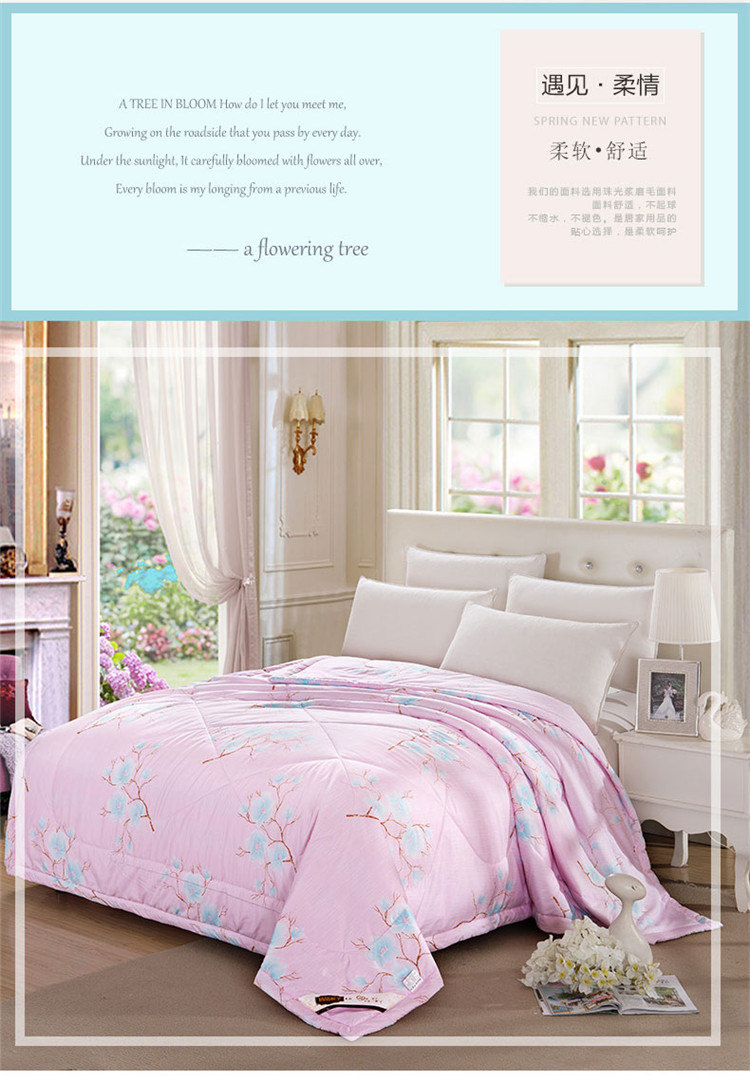 A TREE IN BLOOM How do I let you meet me,
Growing on the roadside that you pass by every day.
Under the sunlight, It carefully bloomed with flowers all over,
Every bloom is my longing from a previous life.
—— a flowering tree
遇见·柔情
SPRING NEW PATTERN
柔软•舒适
我们的面料选用珠光浆磨毛面料
面料舒适．不起球
不缩水．不褪色。是居家用品的
贴心选择．是柔软呵护